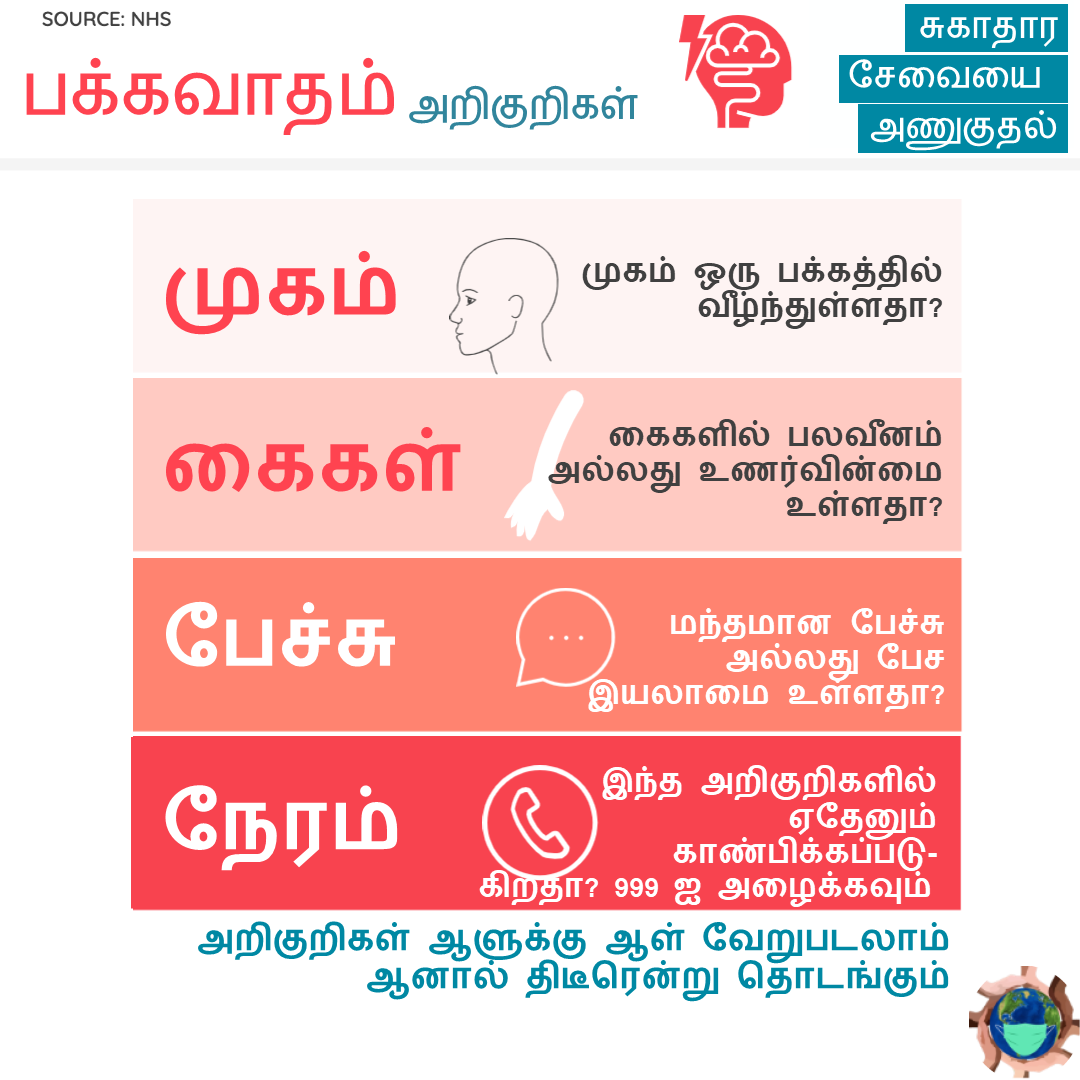 SOURCE: NHS
பக்கவாதம் அறிகுறிகள்
சுகாதார
சேவையை
அணுகுதல்
முகம்
முகம் ஒரு பக்கத்தில்
வீழ்ந்துள்ளதா?
கைகள்
கைகளில் பலவீனம்
அல்லது உணர்வின்மை
உள்ளதா?
பேச்சு
மந்தமான பேச்சு
அல்லது பேச
இயலாமை உள்ளதா?
நேரம்
இந்த அறிகுறிகளில்
ஏதேனும்
காண்பிக்கப்படு-
கிறதா? 999 ஐ அழைக்கவும்
அறிகுறிகள் ஆளுக்கு ஆள் வேறுபடலாம்
ஆனால் திடீரென்று தொடங்கும்